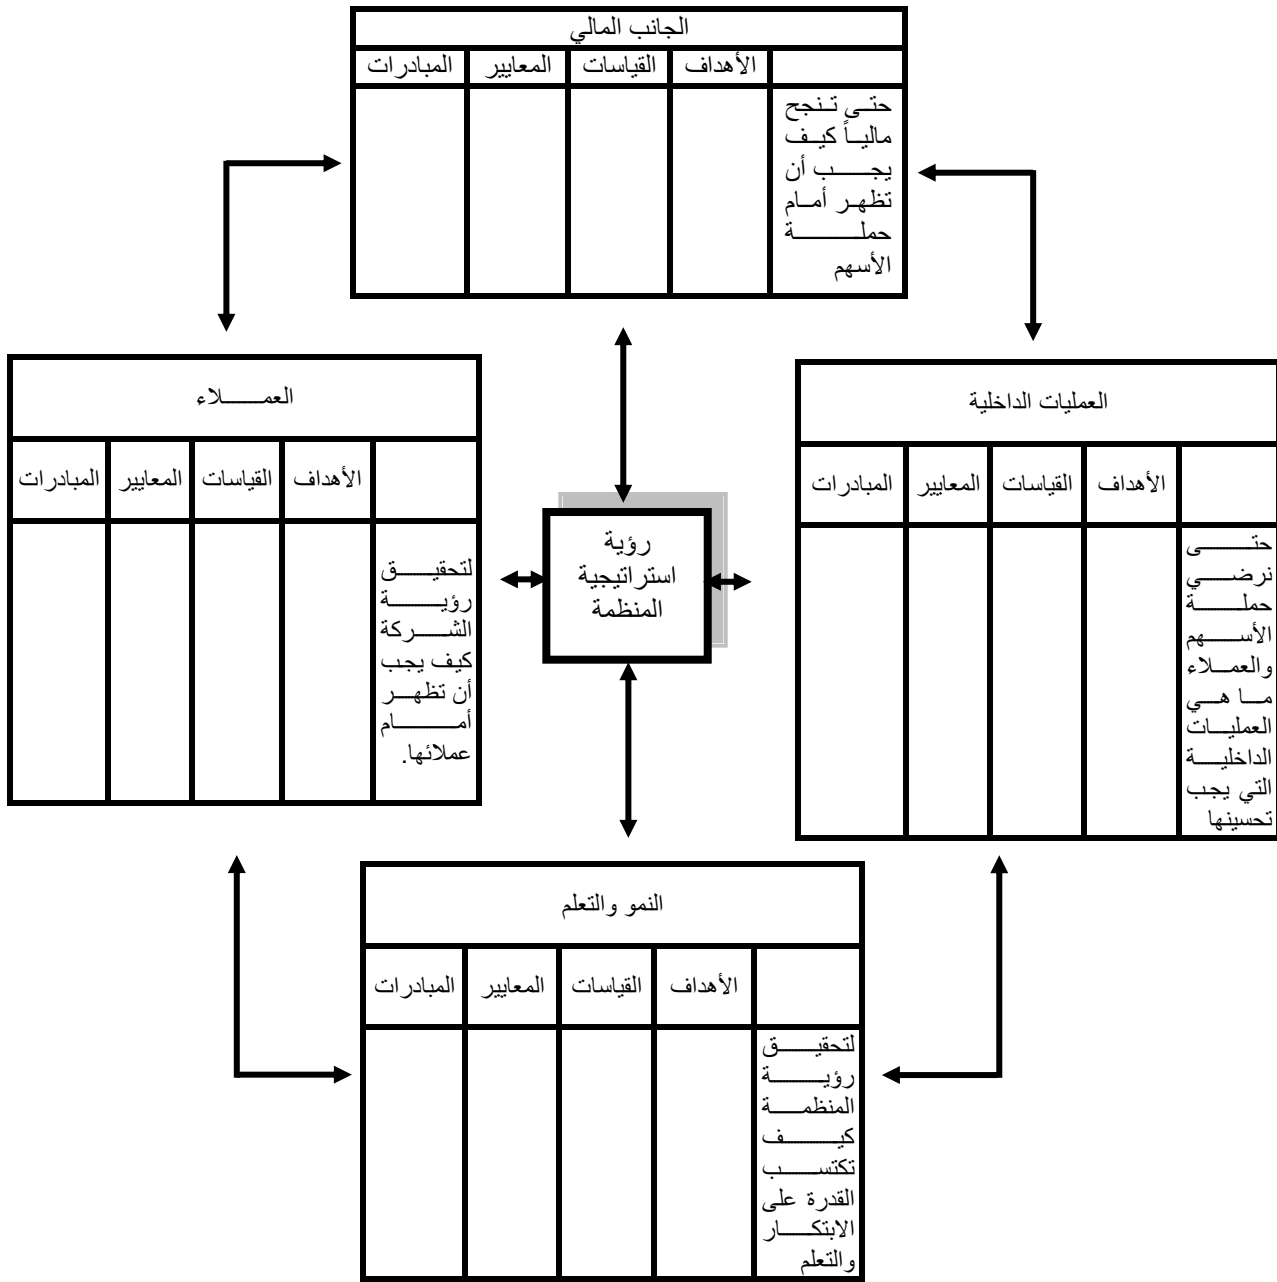 الجانب المالي
الأهداف القياسات المعايير المبادرات
حتى تنجح
مالياً كيف
يجب أن
تظهر أمام
حملة
الأسهم
العمليات الداخلية
الأهداف القياسات المعايير المبادرات
حتى
نرضي
حملة
الأسهم
والعملاء
ما هي
العمليات
الداخلية
التي يجب
تحسينها
رؤية
استراتيجية
المنظمة
العملاء
الأهداف القياسات المعايير المبادرات
لتحقيق
رؤية
الشركة
كيف يجب
أن تظهر
أمام
عملائها.
النمو والتعلم
الأهداف القياسات المعايير المبادرات
لتحقيق
رؤية
المنظمة
كيف
تكتسب
القدرة على
الابتكار
والتعلم